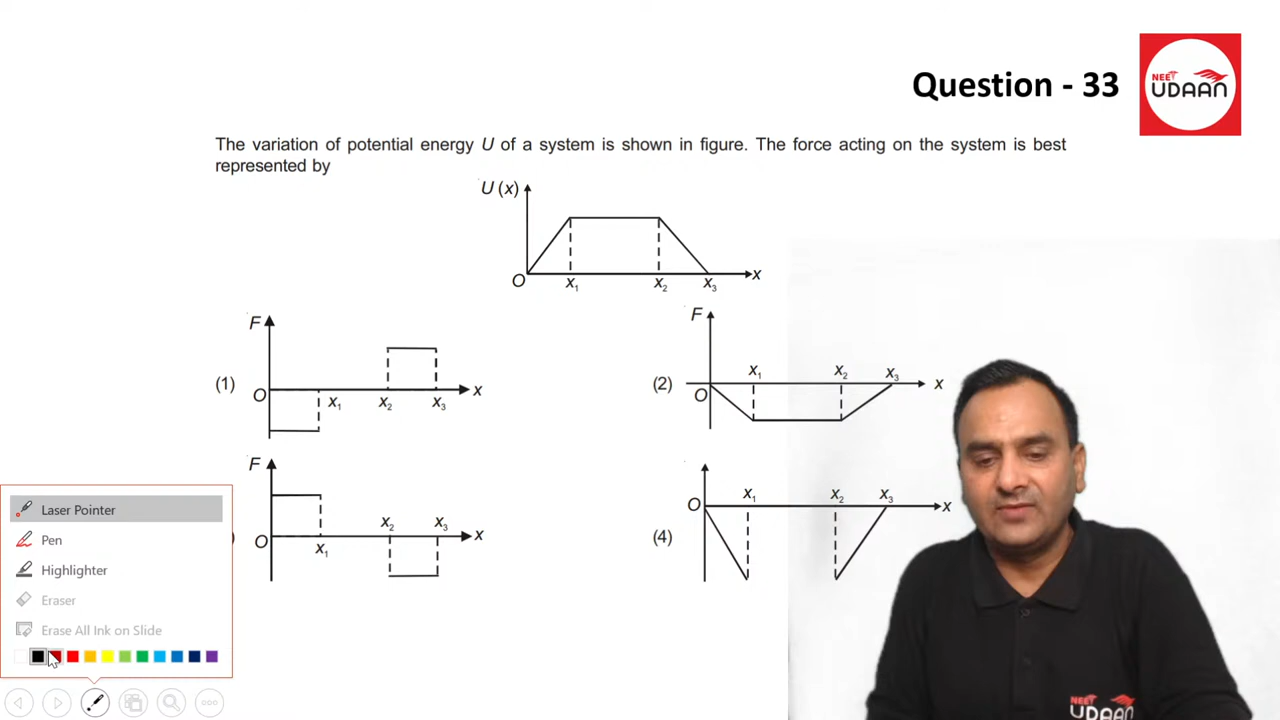 Question - 33
NEET
UDAAN
The variation of potential energy U of a system is shown in figure. The force acting on the system is best
represented by
U (x)
O
x₁
x₂
x₃
x
(1)
F
O
x₁
x₂
x₃
x
(2)
F
O
x₁
x₂
x₃
x
)
F
O
x₁
x₂
x₃
x
(4)
O
x₁
x₂
x₃
x
Laser Pointer
Pen
Highlighter
Eraser
Erase All Ink on Slide
NEET
UDAAN